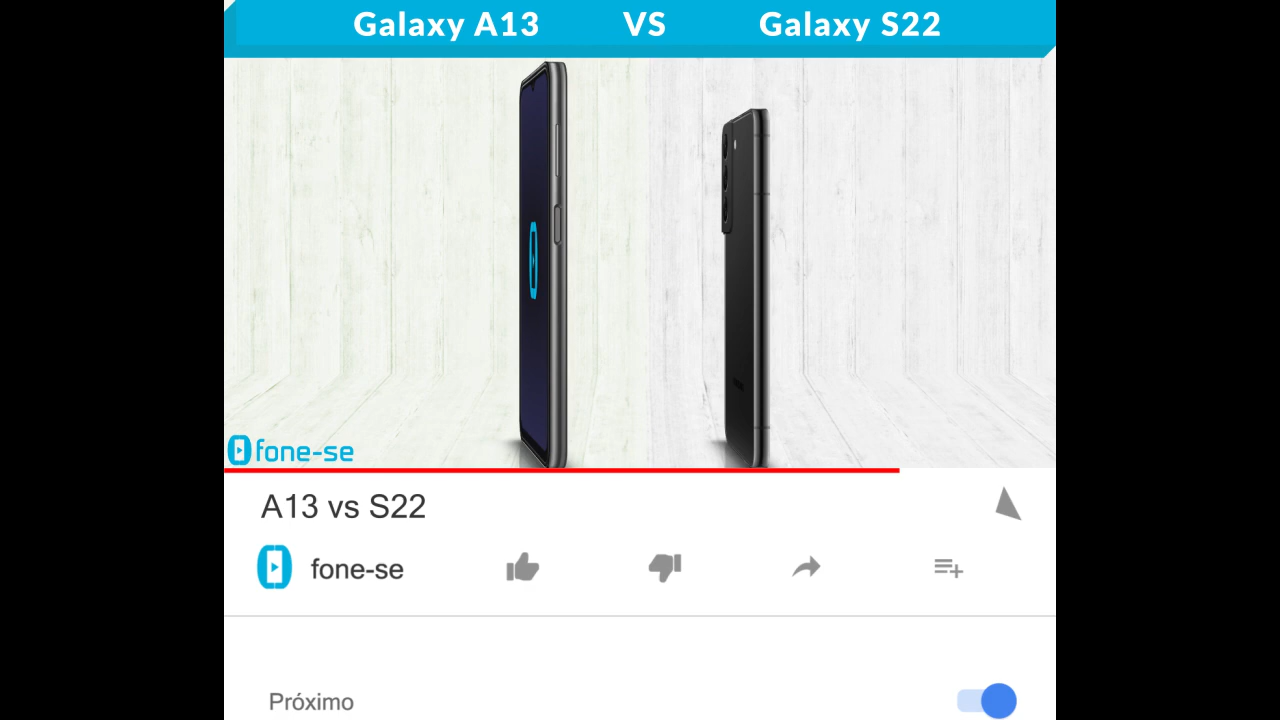 Galaxy A13 VS Galaxy S22
fone-se
A13 vs S22
fone-se
Próximo